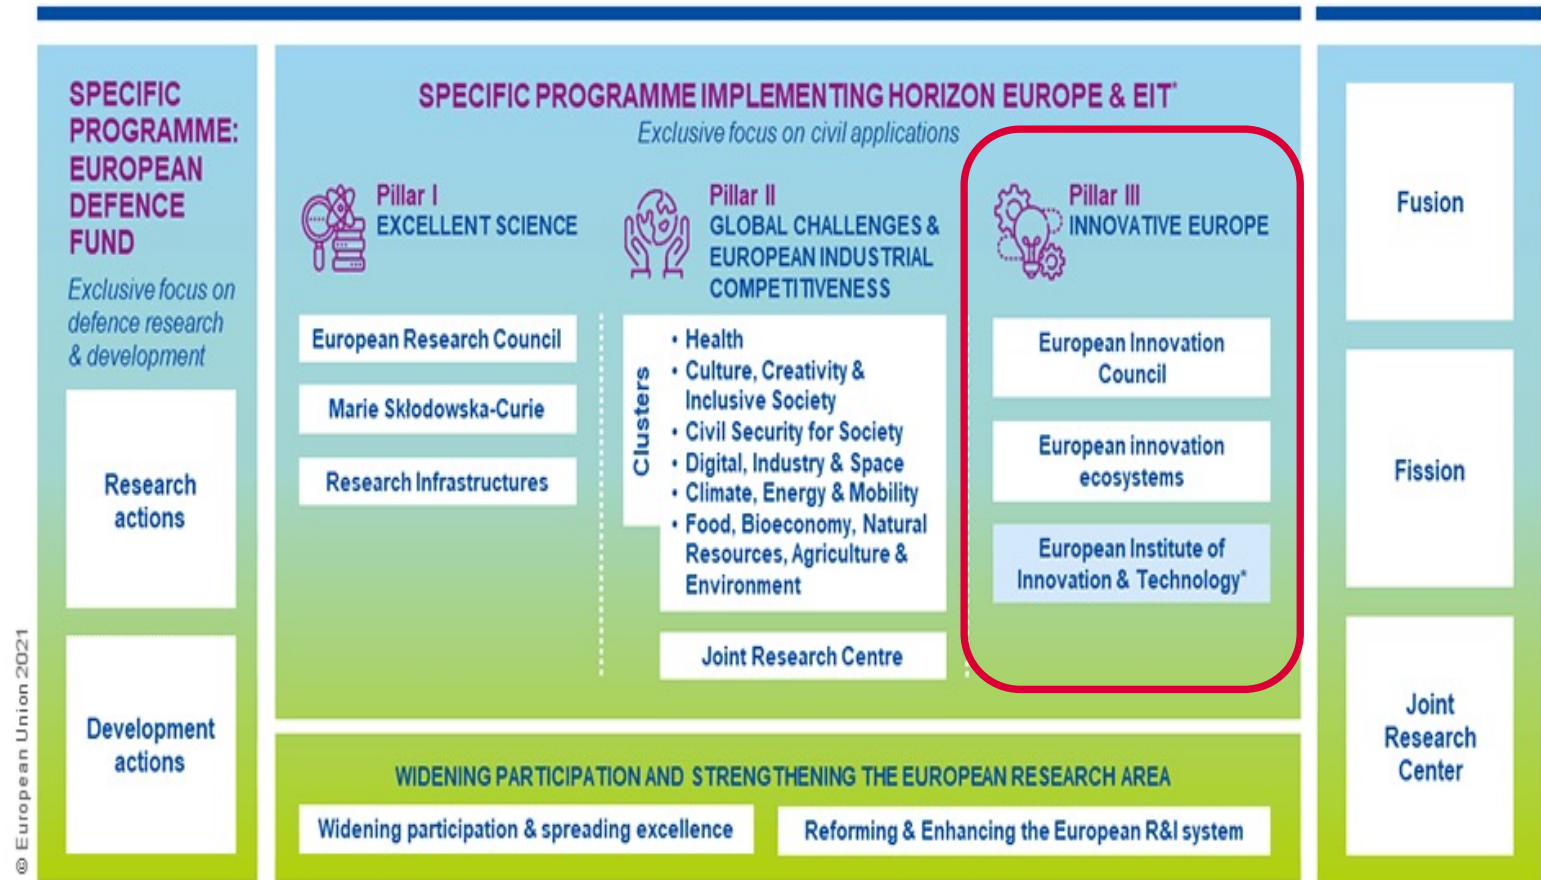 SPECIFIC
PROGRAMME:
EUROPEAN
DEFENCE
FUND
Exclusive focus on
defence research
& development
Research
actions
Development
actions
© European Union 2021
SPECIFIC PROGRAMME IMPLEMENTING HORIZON EUROPE & EIT*
Exclusive focus on civil applications
Pillar I
EXCELLENT SCIENCE
European Research Council
Marie Skłodowska-Curie
Research Infrastructures
Pillar II
GLOBAL CHALLENGES &
EUROPEAN INDUSTRIAL
COMPETITIVENESS
Clusters
• Health
• Culture, Creativity &
Inclusive Society
• Civil Security for Society
• Digital, Industry & Space
• Climate, Energy & Mobility
• Food, Bioeconomy, Natural
Resources, Agriculture &
Environment
Joint Research Centre
Pillar III
INNOVATIVE EUROPE
European Innovation
Council
European innovation
ecosystems
European Institute of
Innovation & Technology*
WIDENING PARTICIPATION AND STRENGTHENING THE EUROPEAN RESEARCH AREA
Widening participation & spreading excellence
Reforming & Enhancing the European R&I system
Fusion
Fission
Joint
Research
Center